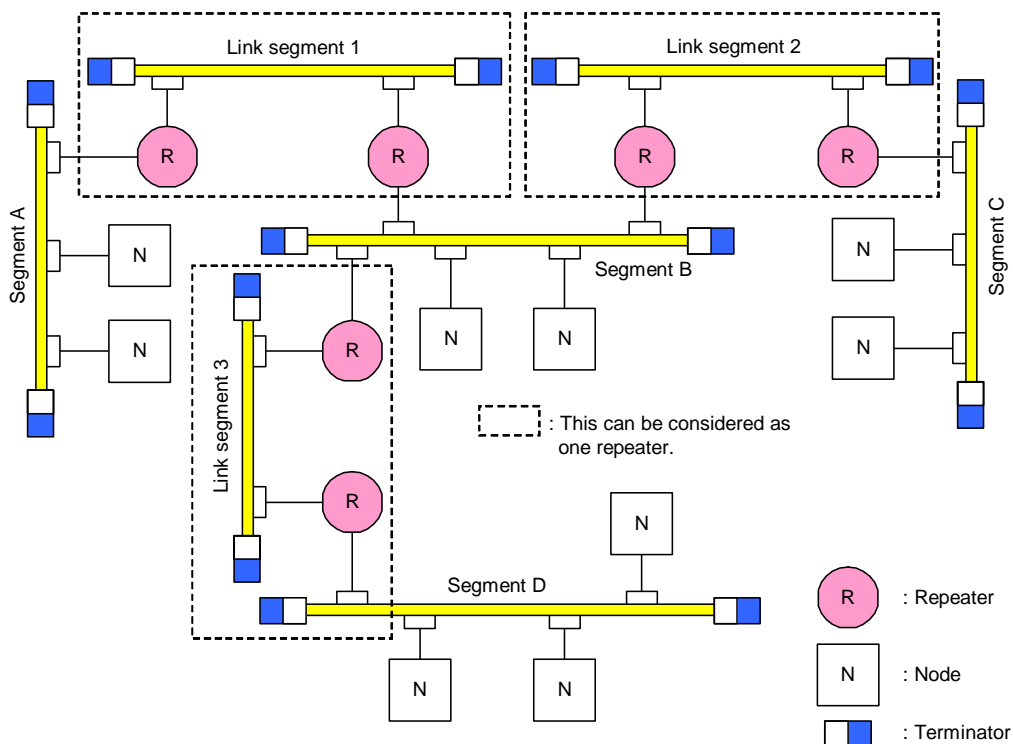 Link segment 1
Link segment 2
R
R
R
R
Segment A
N
N
Segment B
N
N
N
N
Segment C
R
Link segment 3
R
: This can be considered as
one repeater.
N
Segment D
N
N
R
: Repeater
N
: Node
: Terminator